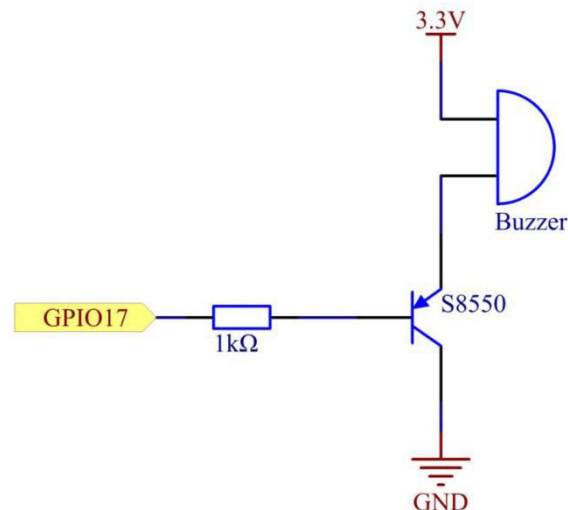 3.3V
Buzzer
S8550
GPIO17
1kΩ
GND